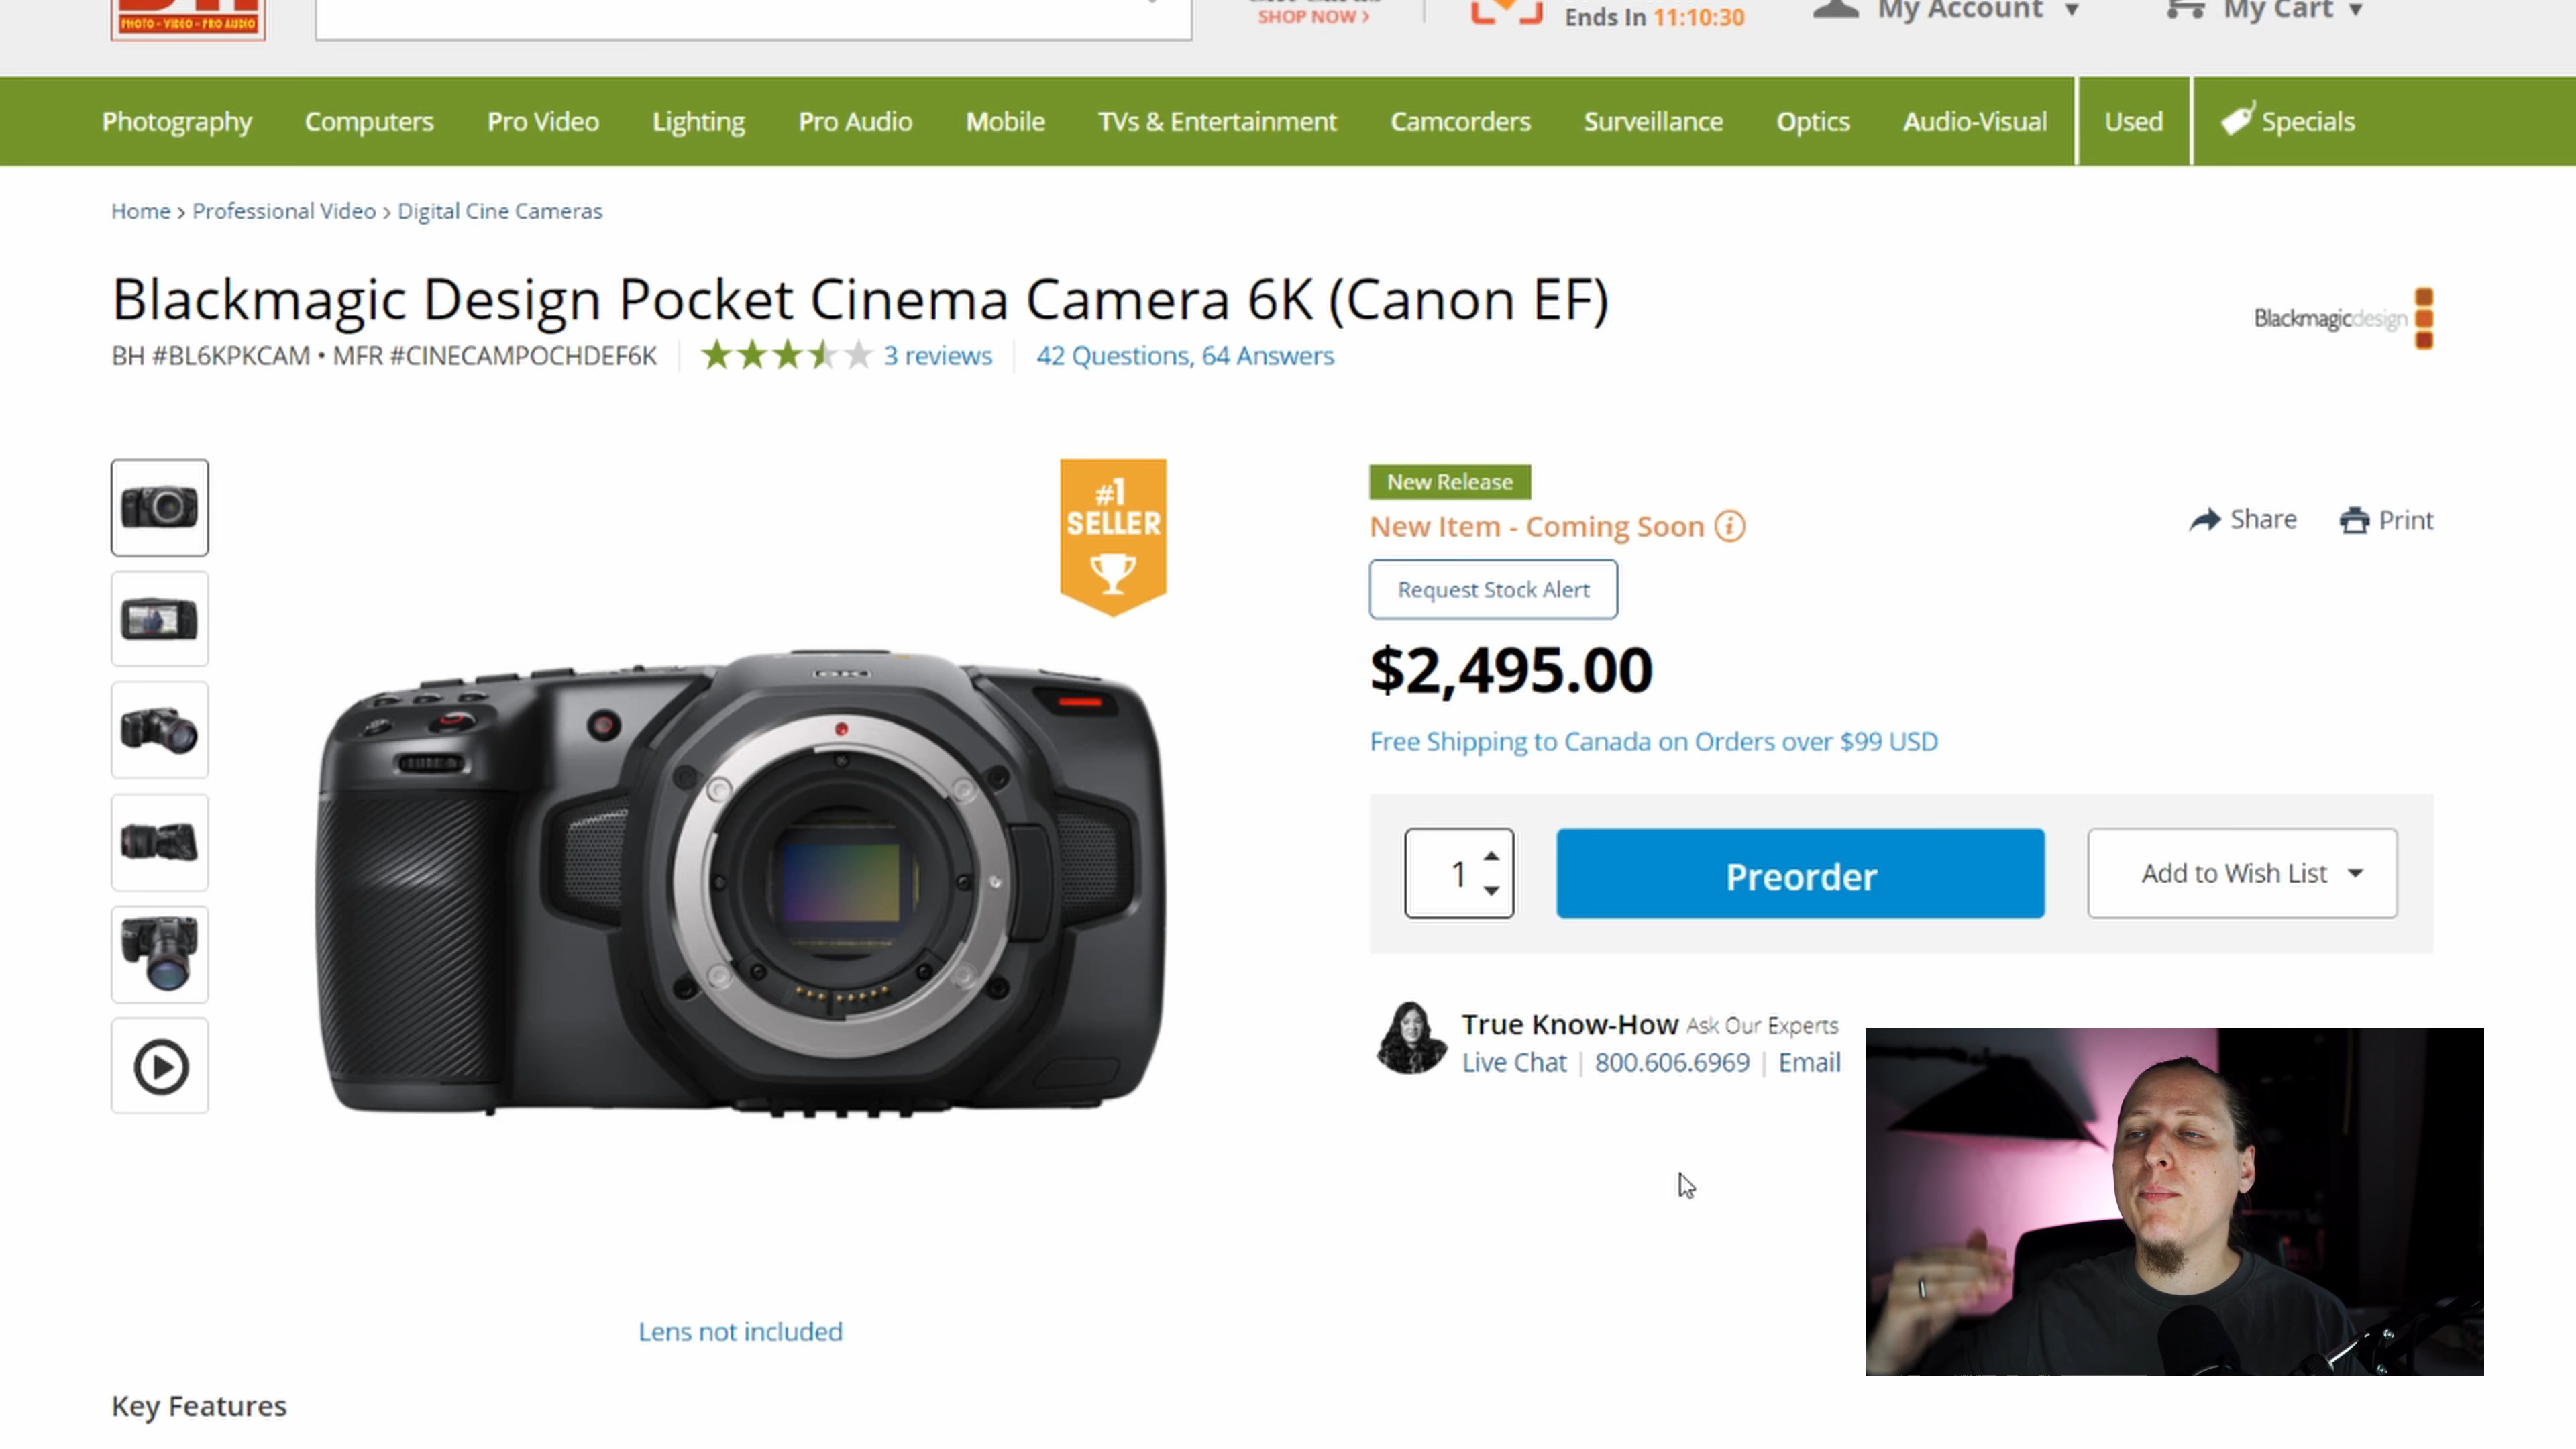 PHOTO - VIDEO - PRO AUDIO
SHOP NOW >
Ends In 11:10:30
My Account
My Cart
Photography Computers Pro Video Lighting Pro Audio Mobile TVs & Entertainment Camcorders Surveillance Optics Audio-Visual Used Specials
Home > Professional Video > Digital Cine Cameras
Blackmagic Design Pocket Cinema Camera 6K (Canon EF)
Blackmagicdesign
BH #BL6KPKCAM • MFR #CINECAMPOCHDEF6K 3 reviews 42 Questions, 64 Answers
#1
SELLER
New Release
New Item - Coming Soon
Share Print
Request Stock Alert
6K
$2,495.00
Free Shipping to Canada on Orders over $99 USD
1 Preorder Add to Wish List
True Know-How Ask Our Experts
Live Chat | 800.606.6969 | Email
Lens not included
Key Features